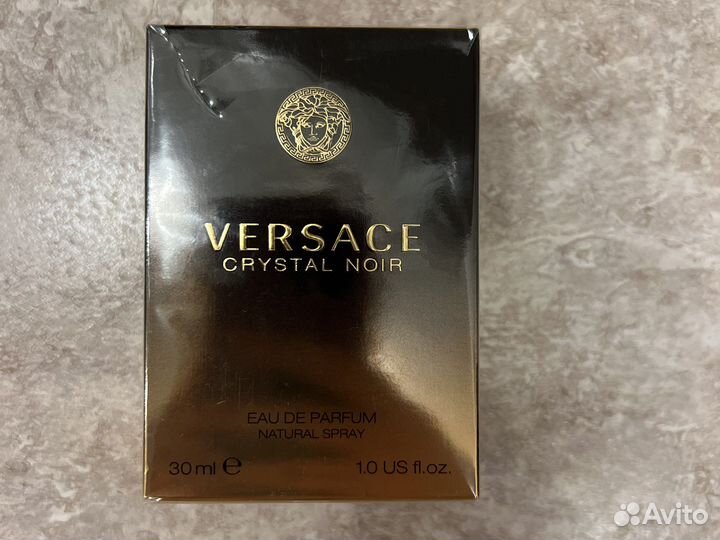 VERSACE
CRYSTAL NOIR
EAU DE PARFUM
NATURAL SPRAY
30 ml ℮ 1.0 US fl.oz.
Avito